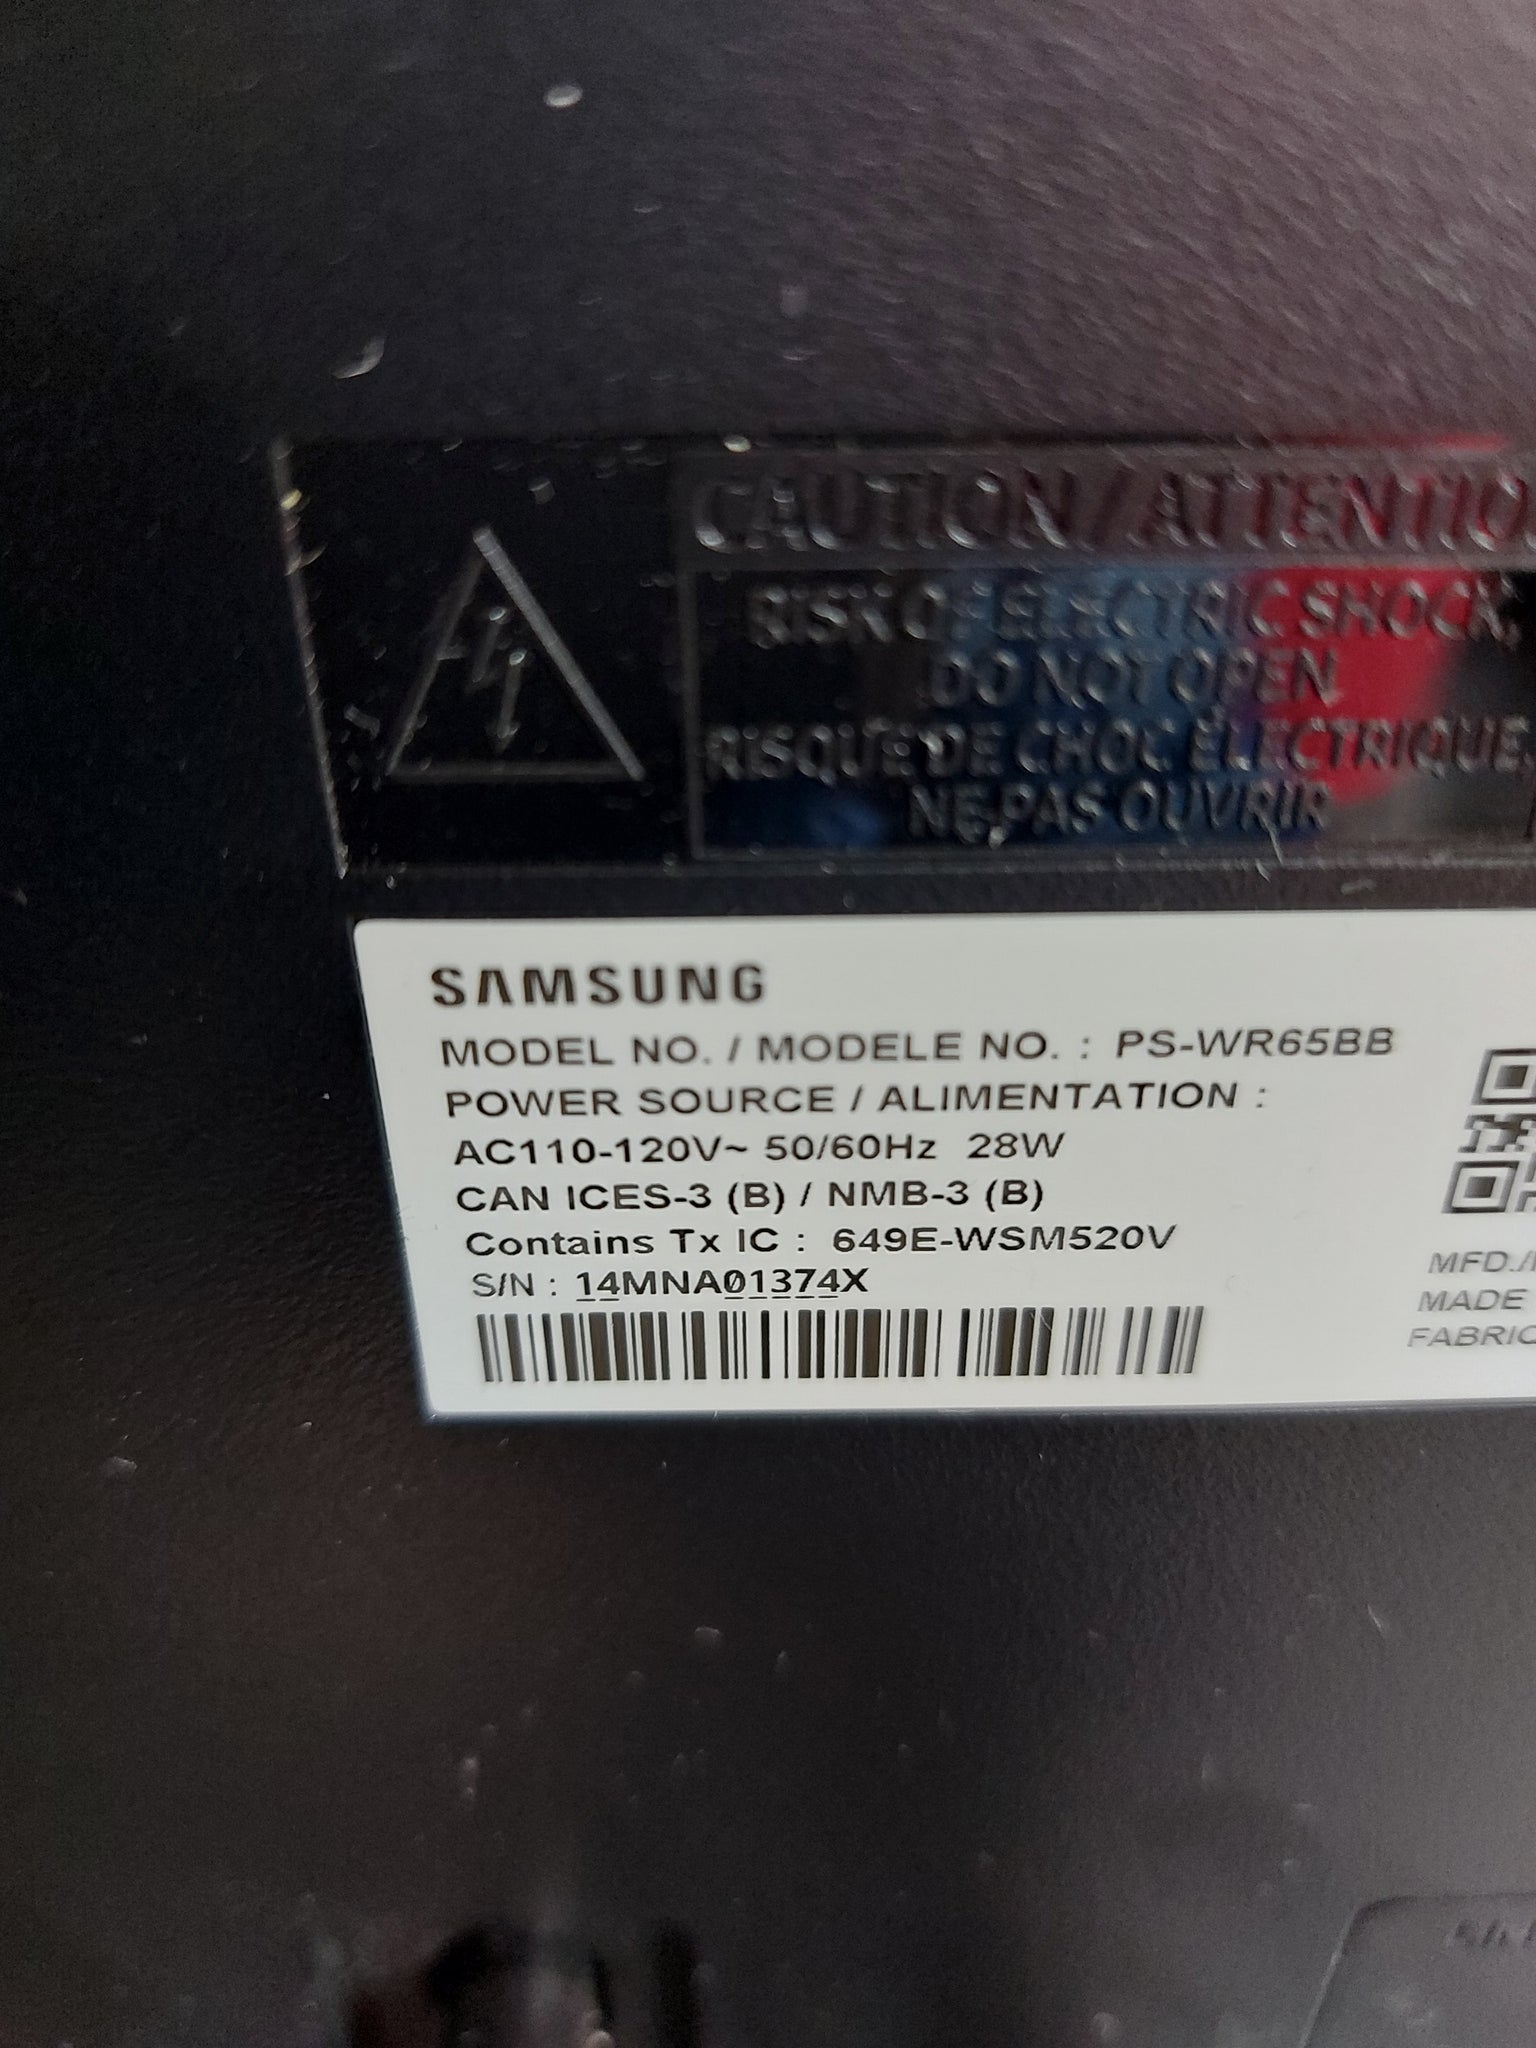 CAUTION / ATTENTIO
RISK OF ELECTRIC SHOCK,
DO NOT OPEN
RISQUE DE CHOC ÉLECTRIQUE,
NE PAS OUVRIR
SAMSUNG
MODEL NO. / MODELE NO. : PS-WR65BB
POWER SOURCE / ALIMENTATION :
AC110-120V~ 50/60Hz 28W
CAN ICES-3 (B) / NMB-3 (B)
Contains Tx IC : 649E-WSM520V
S/N : 14MNA01374X
MFD./
MADE
FABRIC